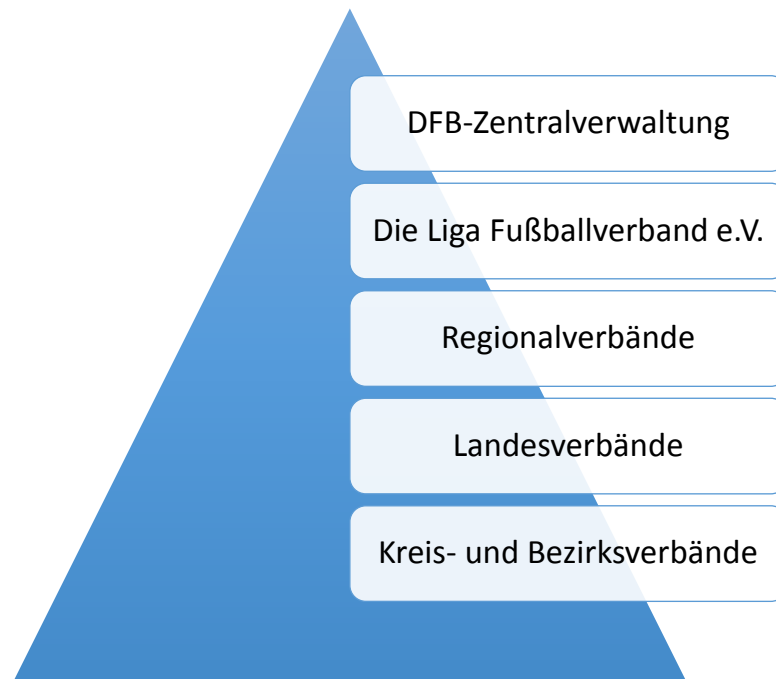 DFB-Zentralverwaltung
Die Liga Fußballverband e.V.
Regionalverbände
Landesverbände
Kreis- und Bezirksverbände